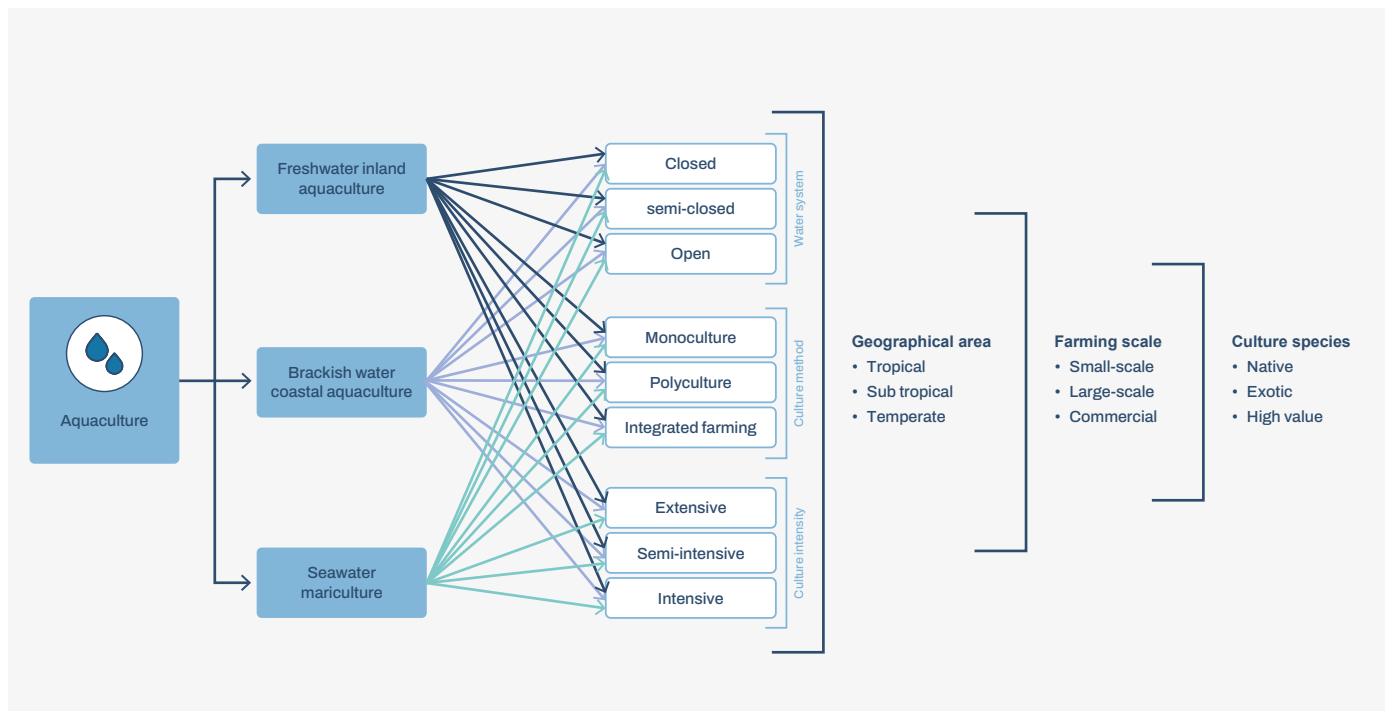 Aquaculture
Freshwater inland
aquaculture
Brackish water
coastal aquaculture
Seawater
mariculture
Closed
semi-closed
Open
Water system
Monoculture
Polyculture
Integrated farming
Culture method
Extensive
Semi-intensive
Intensive
Culture intensity
Geographical area
• Tropical
• Sub tropical
• Temperate
Farming scale
• Small-scale
• Large-scale
• Commercial
Culture species
• Native
• Exotic
• High value